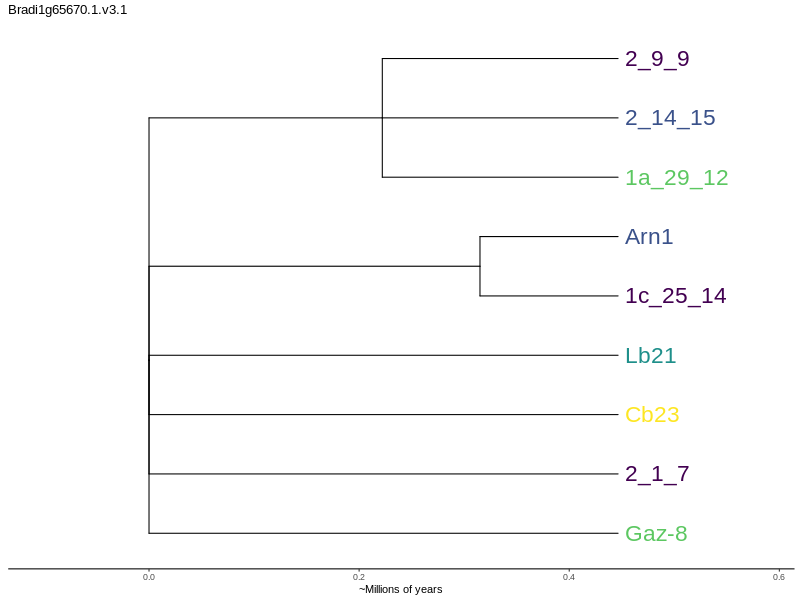 Bradi1g65670.1.v3.1
2_9_9
2_14_15
1a_29_12
Arn1
1c_25_14
Lb21
Cb23
2_1_7
Gaz-8
0.0 0.2 0.4 0.6
~Millions of years